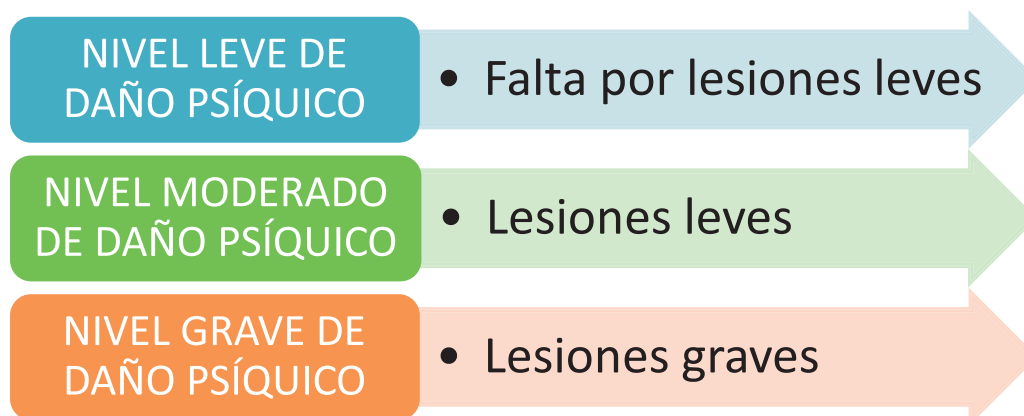 NIVEL LEVE DE
DAÑO PSÍQUICO
• Falta por lesiones leves
NIVEL MODERADO
DE DAÑO PSÍQUICO
• Lesiones leves
NIVEL GRAVE DE
DAÑO PSÍQUICO
• Lesiones graves